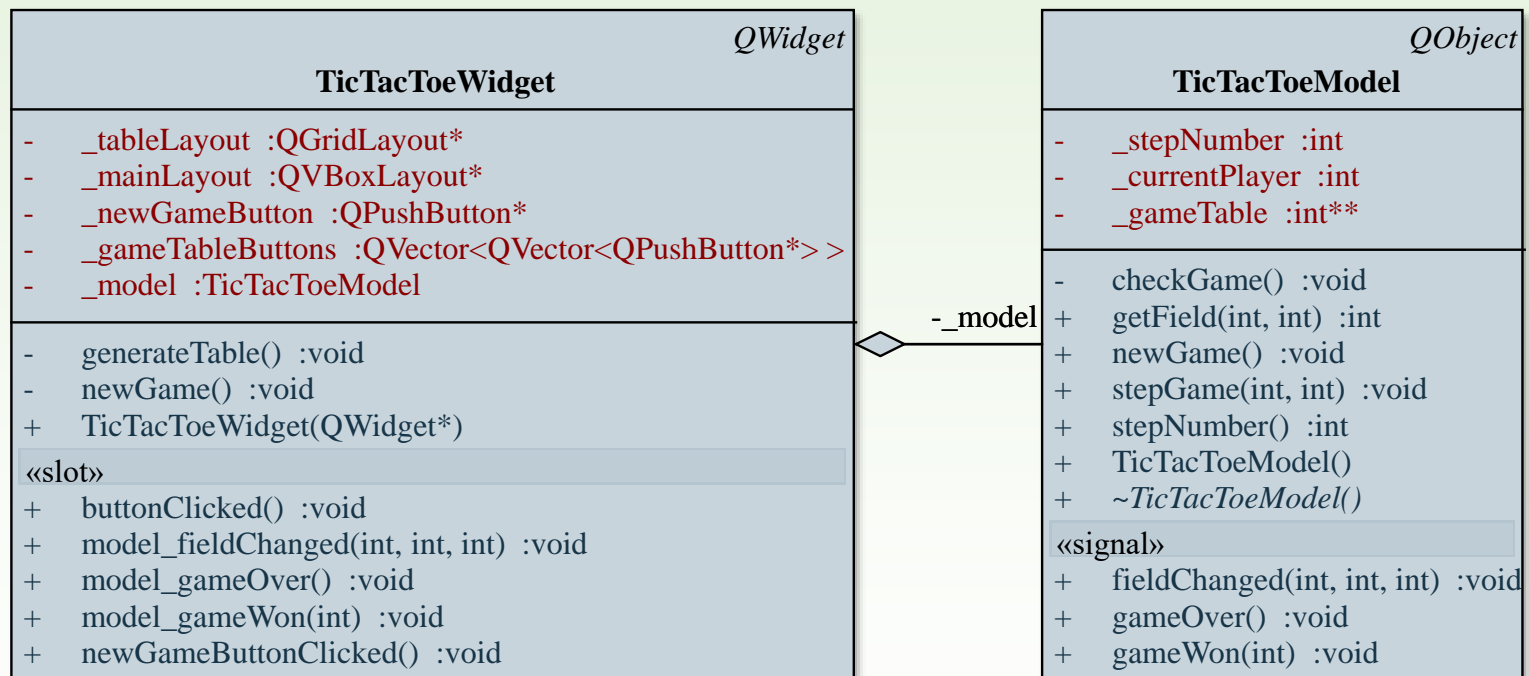 QWidget
TicTacToeWidget
- _tableLayout :QGridLayout*
- _mainLayout :QVBoxLayout*
- _newGameButton :QPushButton*
- _gameTableButtons :QVector<QVector<QPushButton*> >
- _model :TicTacToeModel
- generateTable() :void
- newGame() :void
+ TicTacToeWidget(QWidget*)
«slot»
+ buttonClicked() :void
+ model_fieldChanged(int, int, int) :void
+ model_gameOver() :void
+ model_gameWon(int) :void
+ newGameButtonClicked() :void
-_model
QObject
TicTacToeModel
- _stepNumber :int
- _currentPlayer :int
- _gameTable :int**
- checkGame() :void
+ getField(int, int) :int
+ newGame() :void
+ stepGame(int, int) :void
+ stepNumber() :int
+ TicTacToeModel()
+ ~TicTacToeModel()
«signal»
+ fieldChanged(int, int, int) :void
+ gameOver() :void
+ gameWon(int) :void